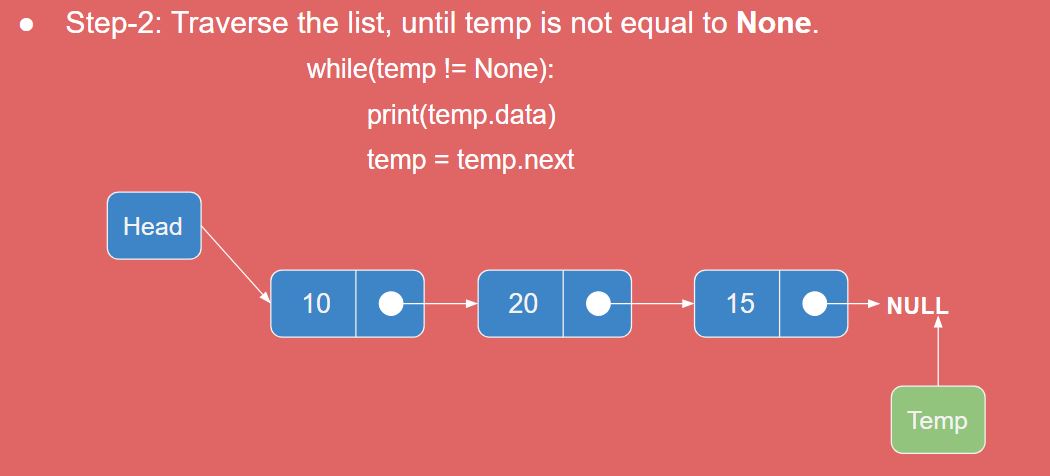 ● Step-2: Traverse the list, until temp is not equal to None.
while(temp != None):
print(temp.data)
temp = temp.next
Head
10 20 15 NULL
Temp